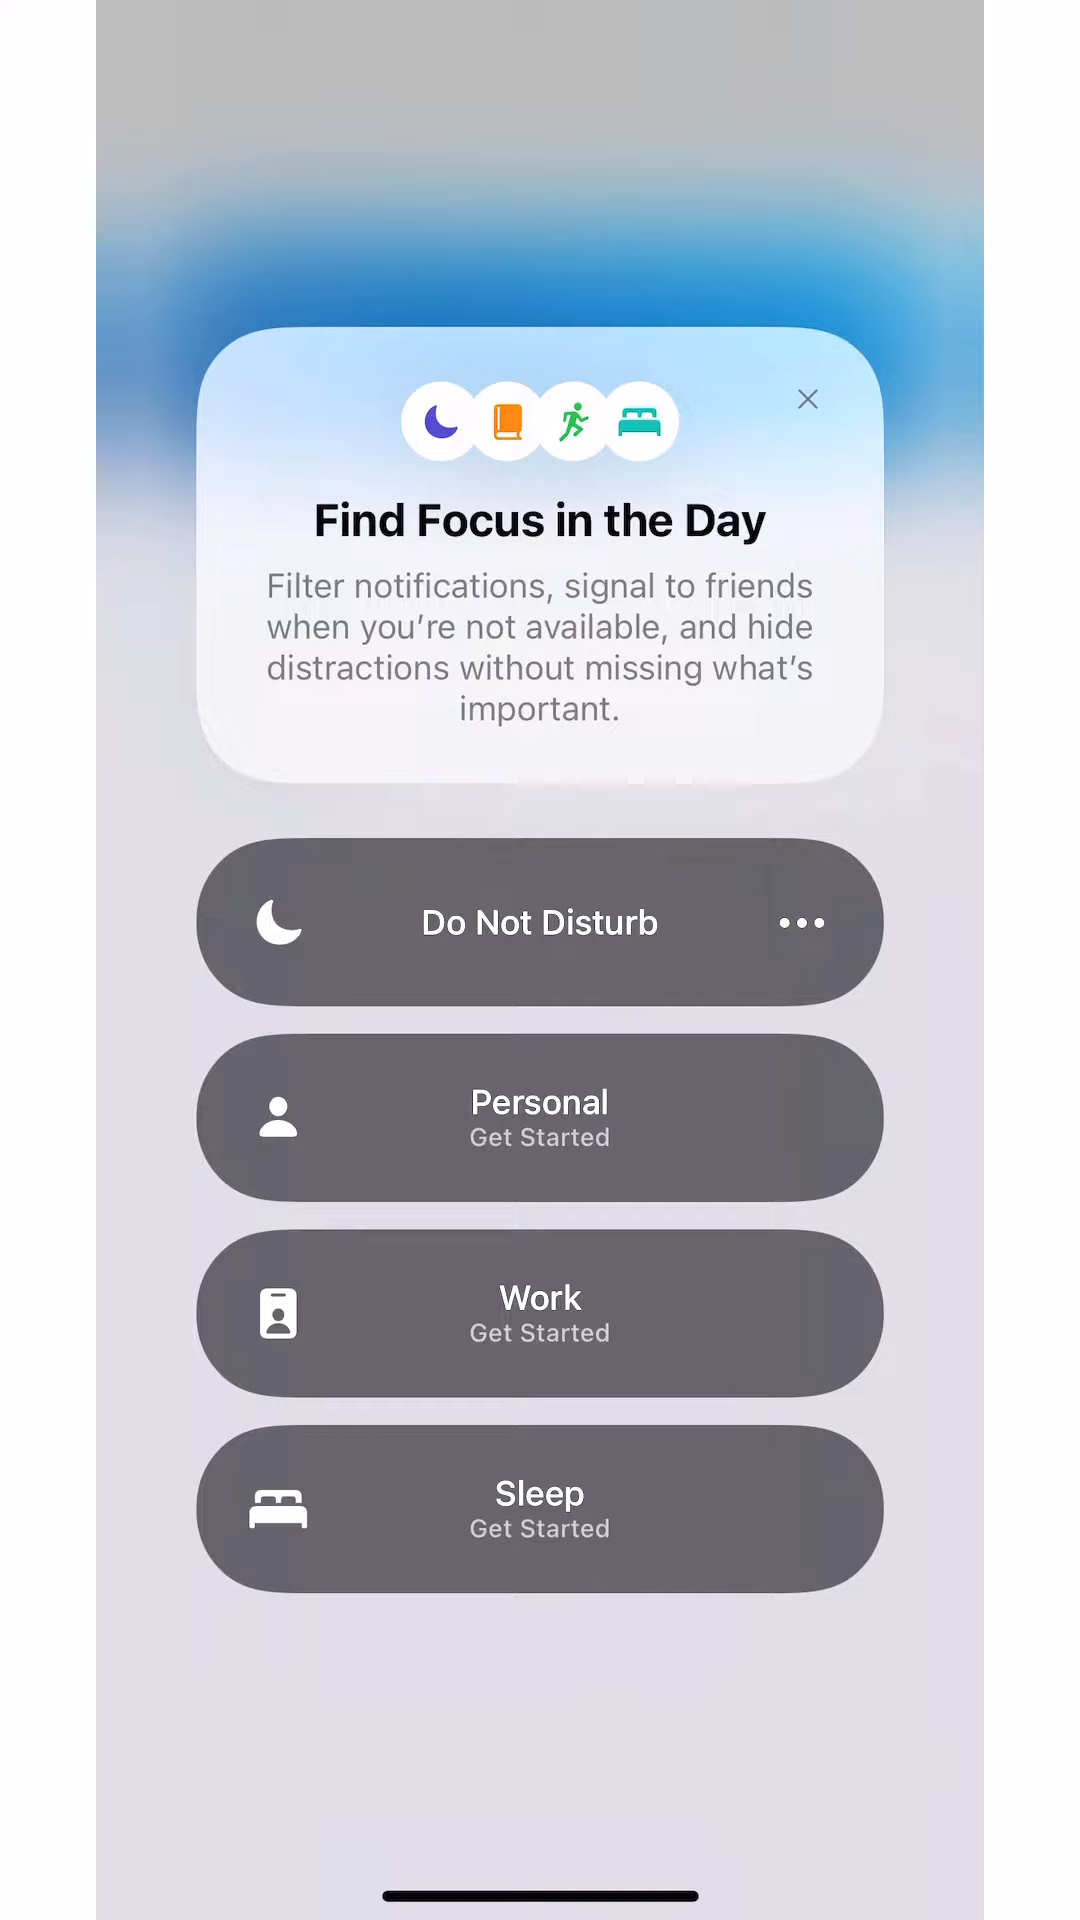 Find Focus in the Day
Filter notifications, signal to friends
when you’re not available, and hide
distractions without missing what’s
important.
Do Not Disturb
Personal
Get Started
Work
Get Started
Sleep
Get Started